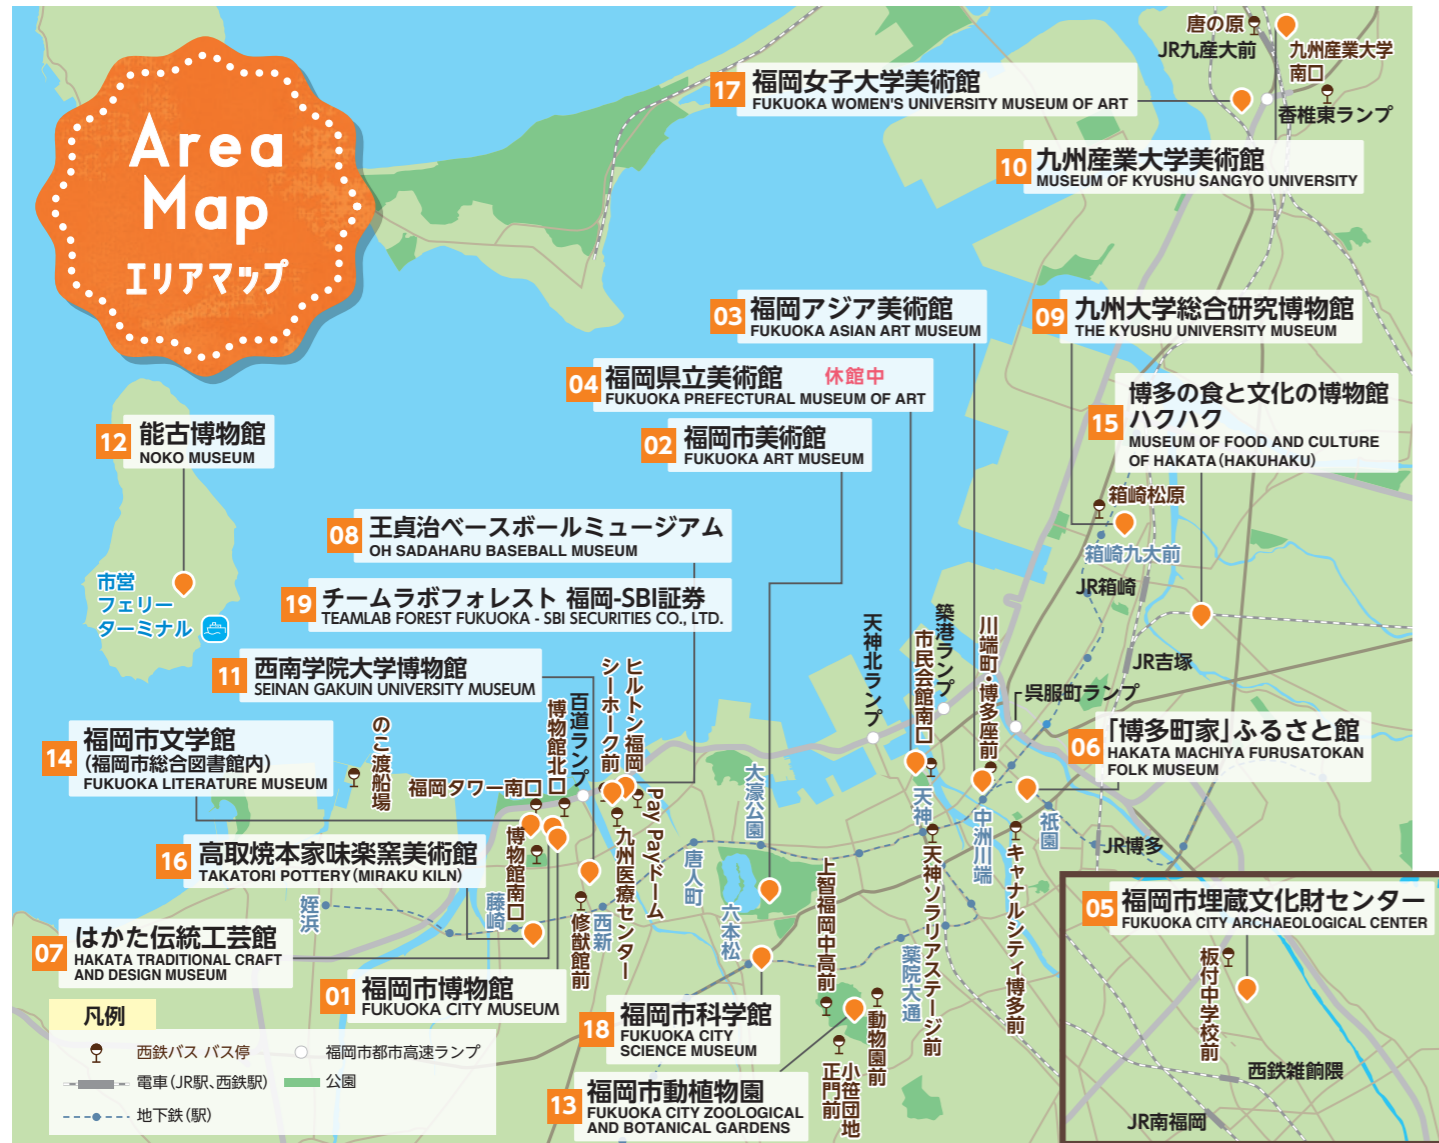 Area
Map
エリアマップ
唐の原
JR九産大前
九州産業大学
南口
香椎東ランプ
17 福岡女子大学美術館
FUKUOKA WOMEN'S UNIVERSITY MUSEUM OF ART
10 九州産業大学美術館
MUSEUM OF KYUSHU SANGYO UNIVERSITY
03 福岡アジア美術館
FUKUOKA ASIAN ART MUSEUM
09 九州大学総合研究博物館
THE KYUSHU UNIVERSITY MUSEUM
04 福岡県立美術館 休館中
FUKUOKA PREFECTURAL MUSEUM OF ART
15 博多の食と文化の博物館
ハクハク
MUSEUM OF FOOD AND CULTURE
OF HAKATA(HAKUHAKU)
12 能古博物館
NOKO MUSEUM
02 福岡市美術館
FUKUOKA ART MUSEUM
箱崎松原
箱崎九大前
JR箱崎
08 王貞治ベースボールミュージアム
OH SADAHARU BASEBALL MUSEUM
市営
フェリー
ターミナル
19 チームラボフォレスト 福岡-SBI証券
TEAMLAB FOREST FUKUOKA - SBI SECURITIES CO., LTD.
11 西南学院大学博物館
SEINAN GAKUIN UNIVERSITY MUSEUM
JR吉塚
呉服町ランプ
天神北ランプ
築港ランプ
市民会館南口
川端町・博多座前
ヒルトン福岡
シーホーク前
百道ランプ
博物館北口
のこ渡船場
福岡タワー南口
14 福岡市文学館
(福岡市総合図書館内)
FUKUOKA LITERATURE MUSEUM
06 「博多町家」ふるさと館
HAKATA MACHIYA FURUSATOKAN
FOLK MUSEUM
大濠公園
天神
中洲川端
祇園
JR博多
Pay Payドーム
九州医療センター
博物館南口
唐人町
16 高取焼本家味楽窯美術館
TAKATORI POTTERY(MIRAKU KILN)
姪浜
藤崎
西新
修猷館前
六本松
上智福岡中高前
天神ソラリアステージ前
キャナルシティ博多前
薬院大通
07 はかた伝統工芸館
HAKATA TRADITIONAL CRAFT
AND DESIGN MUSEUM
01 福岡市博物館
FUKUOKA CITY MUSEUM
18 福岡市科学館
FUKUOKA CITY
SCIENCE MUSEUM
動物園前
小笹団地
正門前
13 福岡市動植物園
FUKUOKA CITY ZOOLOGICAL
AND BOTANICAL GARDENS
05 福岡市埋蔵文化財センター
FUKUOKA CITY ARCHAEOLOGICAL CENTER
板付中学校前
西鉄雑餉隈
JR南福岡
凡例
西鉄バス バス停
福岡市都市高速ランプ
電車(JR駅、西鉄駅)
公園
地下鉄(駅)